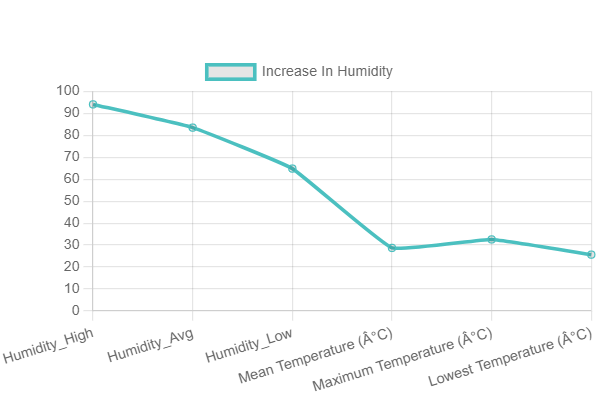 Increase In Humidity
100
90
80
70
60
50
40
30
20
10
0
Humidity_High
Humidity_Avg
Humidity_Low
Mean Temperature (Â°C)
Maximum Temperature (Â°C)
Lowest Temperature (Â°C)